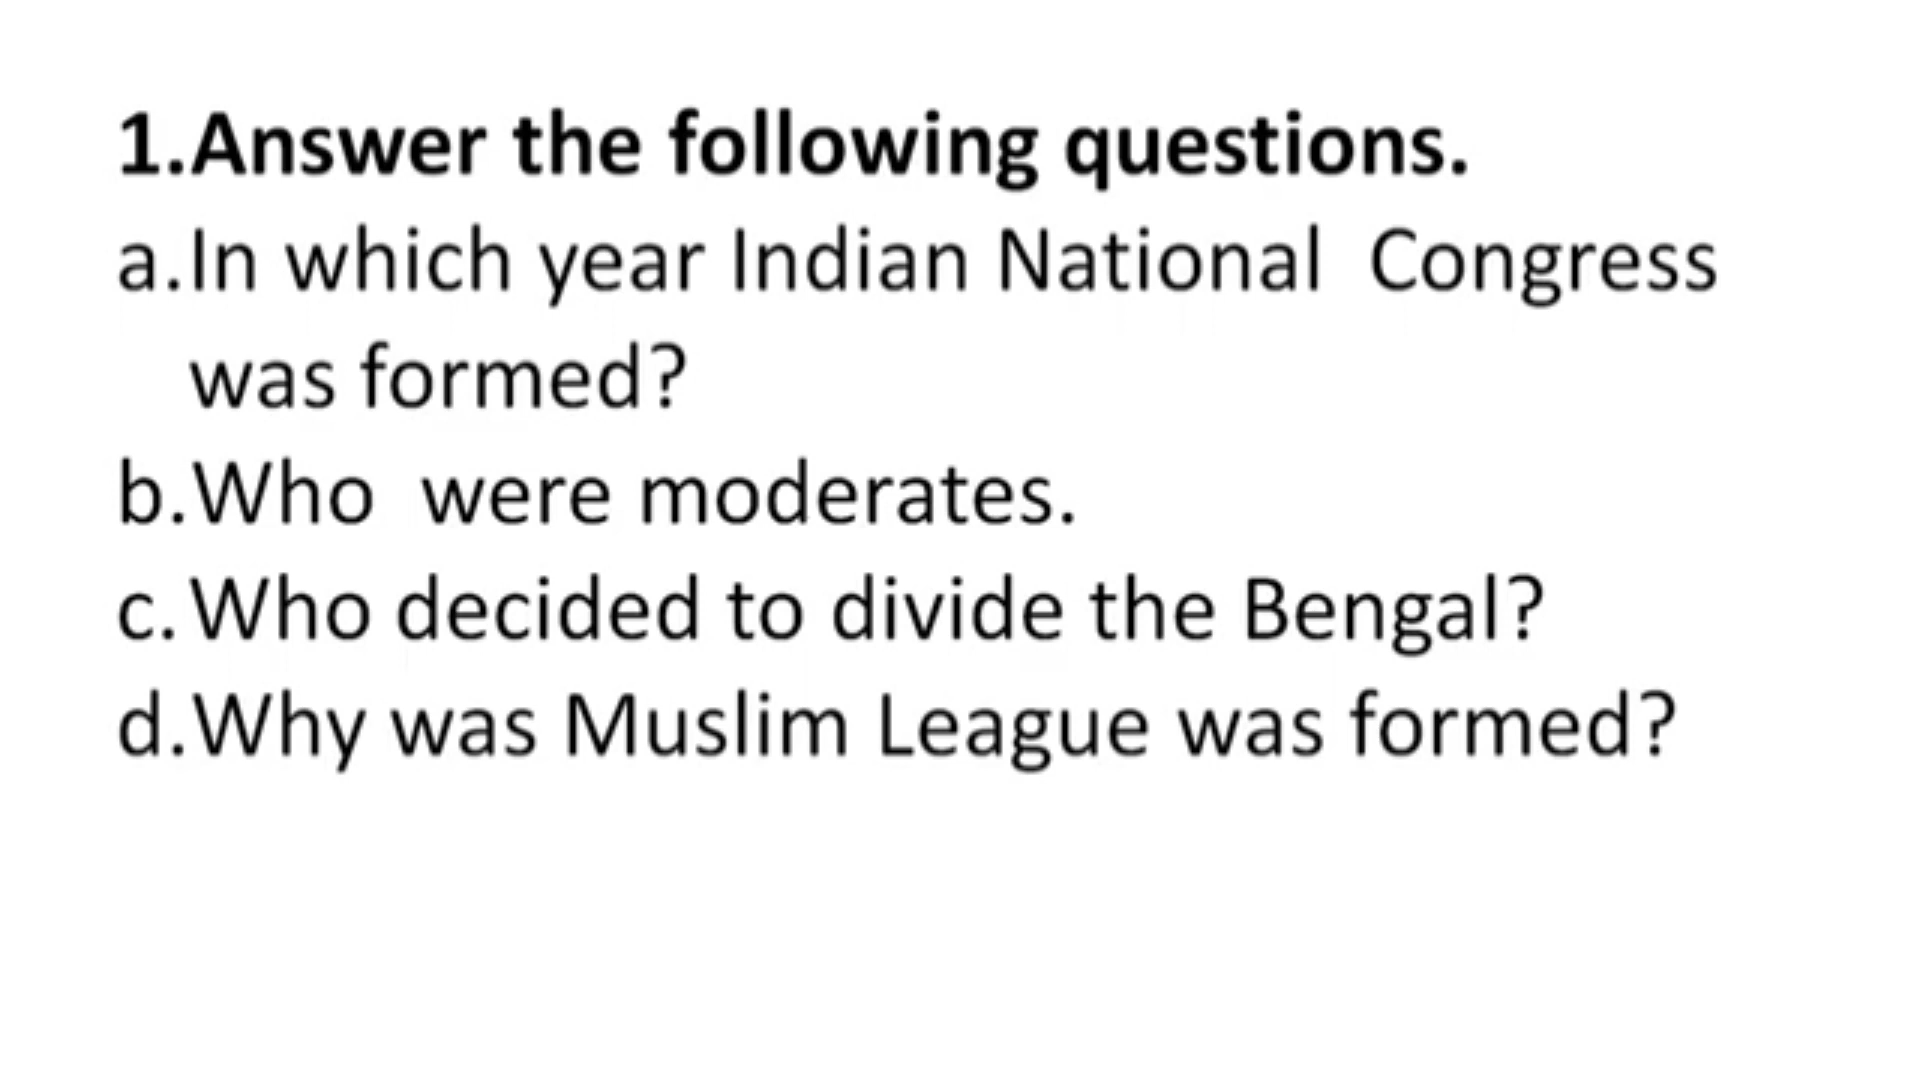 1.Answer the following questions.
a.In which year Indian National Congress
was formed?
b.Who were moderates.
c.Who decided to divide the Bengal?
d.Why was Muslim League was formed?